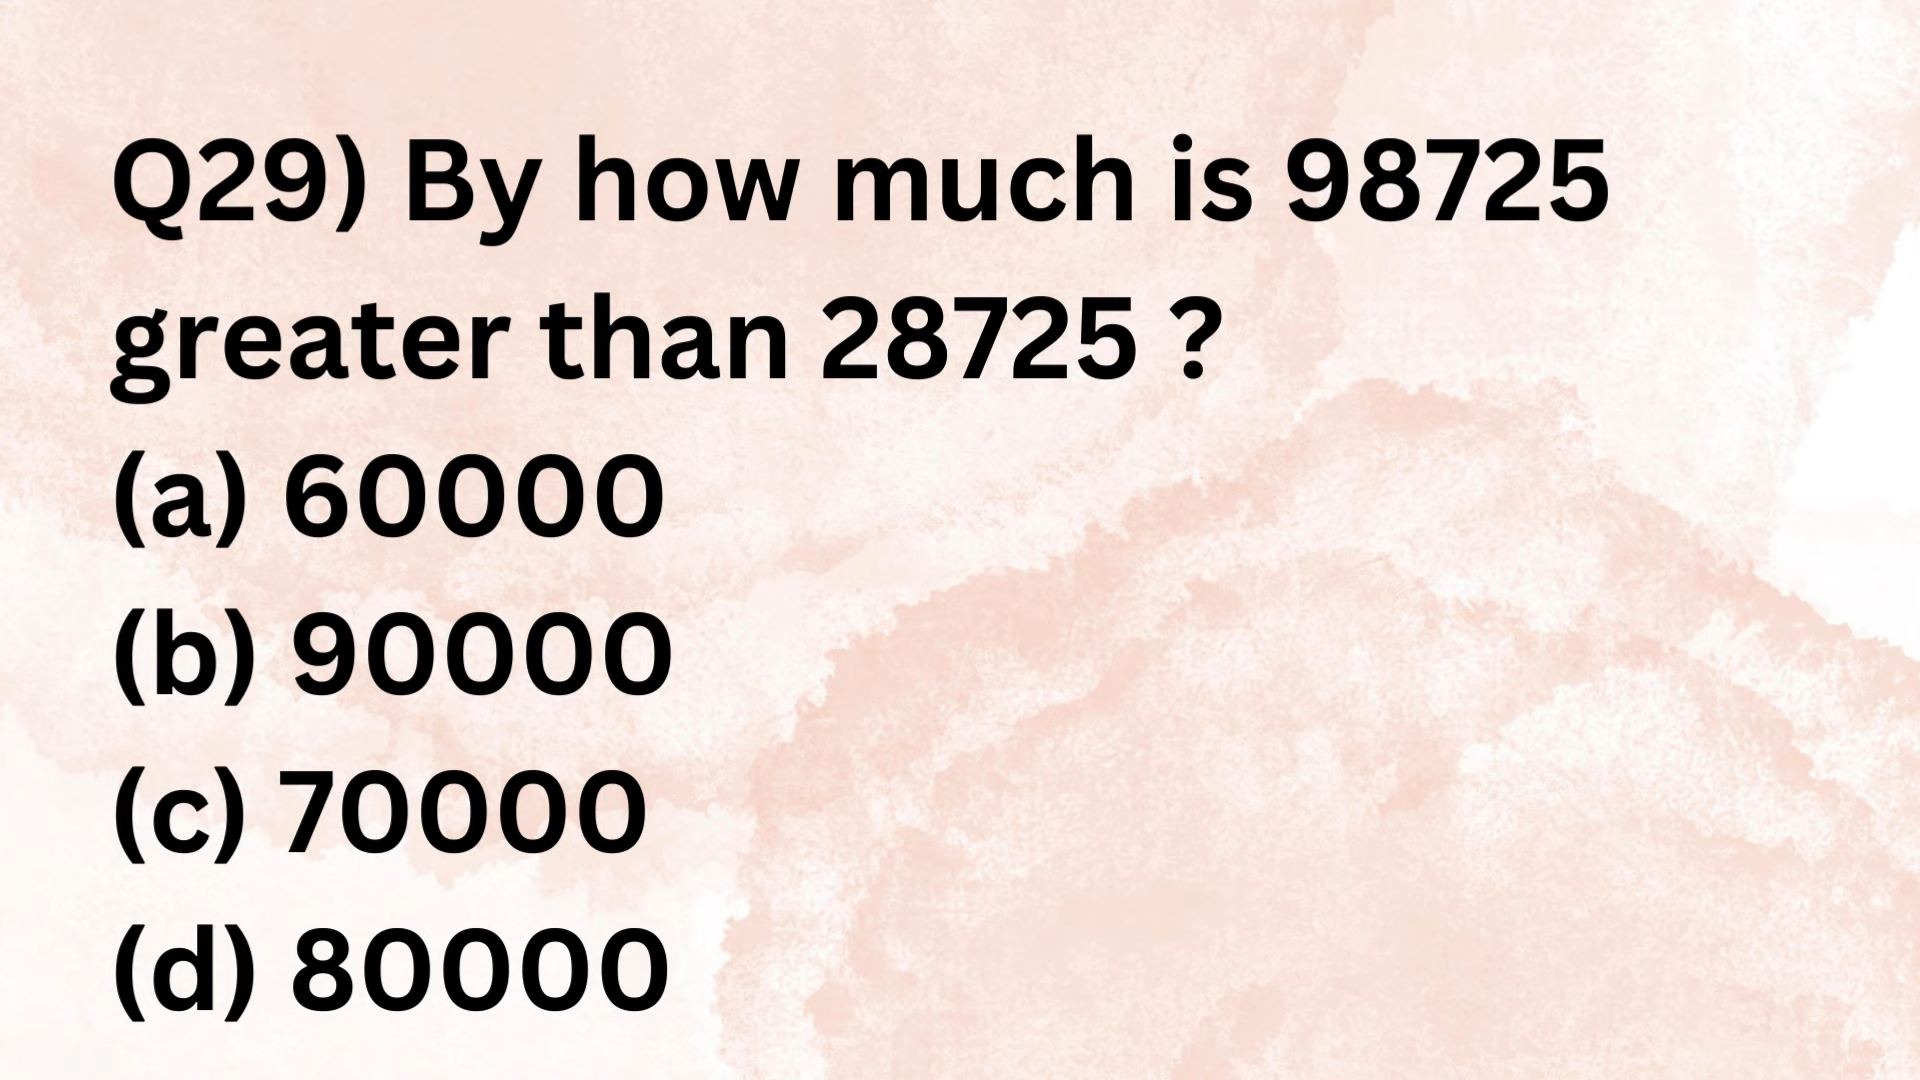 Q29) By how much is 98725
greater than 28725 ?
(a) 60000
(b) 90000
(c) 70000
(d) 80000